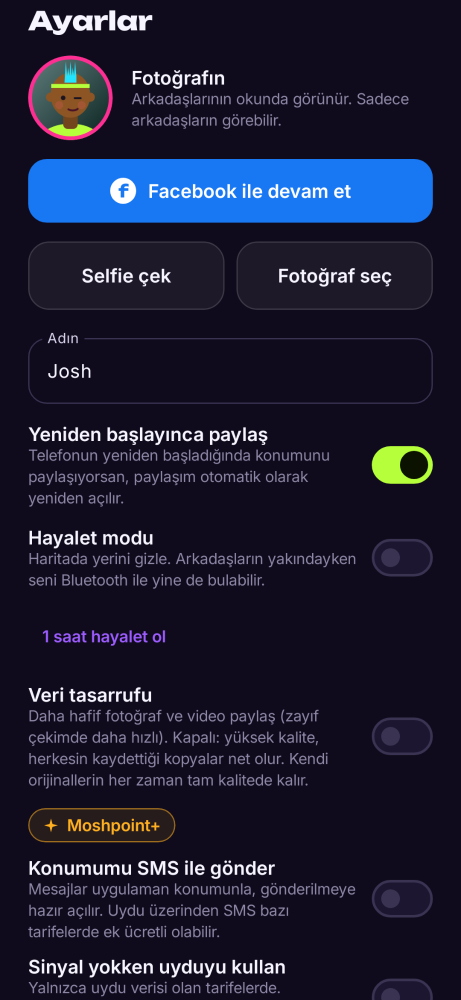 Ayarlar
Fotoğrafın
Arkadaşlarının okunda görünür. Sadece
arkadaşların görebilir.
Facebook ile devam et
Selfie çek
Fotoğraf seç
Adın
Josh
Yeniden başlayınca paylaş
Telefonun yeniden başladığında konumunu
paylaşıyorsan, paylaşım otomatik olarak
yeniden açılır.
Hayalet modu
Haritada yerini gizle. Arkadaşların yakındayken
seni Bluetooth ile yine de bulabilir.
1 saat hayalet ol
Veri tasarrufu
Daha hafif fotoğraf ve video paylaş (zayıf
çekimde daha hızlı). Kapalı: yüksek kalite,
herkesin kaydettiği kopyalar net olur. Kendi
orijinallerin her zaman tam kalitede kalır.
Moshpoint+
Konumumu SMS ile gönder
Mesajlar uygulaman konumunla, gönderilmeye
hazır açılır. Uydu üzerinden SMS bazı
tarifelerde ek ücretli olabilir.
Sinyal yokken uyduyu kullan
Yalnızca uydu verisi olan tarifelerde.